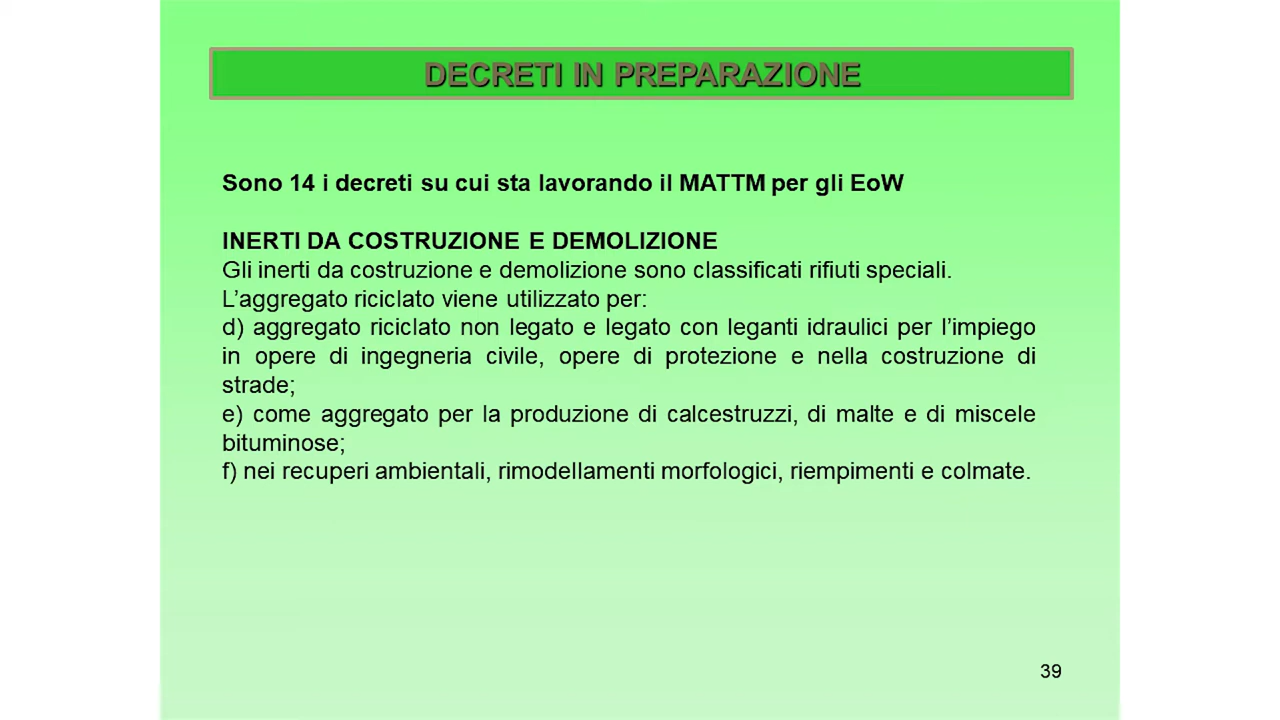 DECRETI IN PREPARAZIONE
Sono 14 i decreti su cui sta lavorando il MATTM per gli EoW
INERTI DA COSTRUZIONE E DEMOLIZIONE
Gli inerti da costruzione e demolizione sono classificati rifiuti speciali.
L’aggregato riciclato viene utilizzato per:
d) aggregato riciclato non legato e legato con leganti idraulici per l’impiego
in opere di ingegneria civile, opere di protezione e nella costruzione di
strade;
e) come aggregato per la produzione di calcestruzzi, di malte e di miscele
bituminose;
f) nei recuperi ambientali, rimodellamenti morfologici, riempimenti e colmate.
39